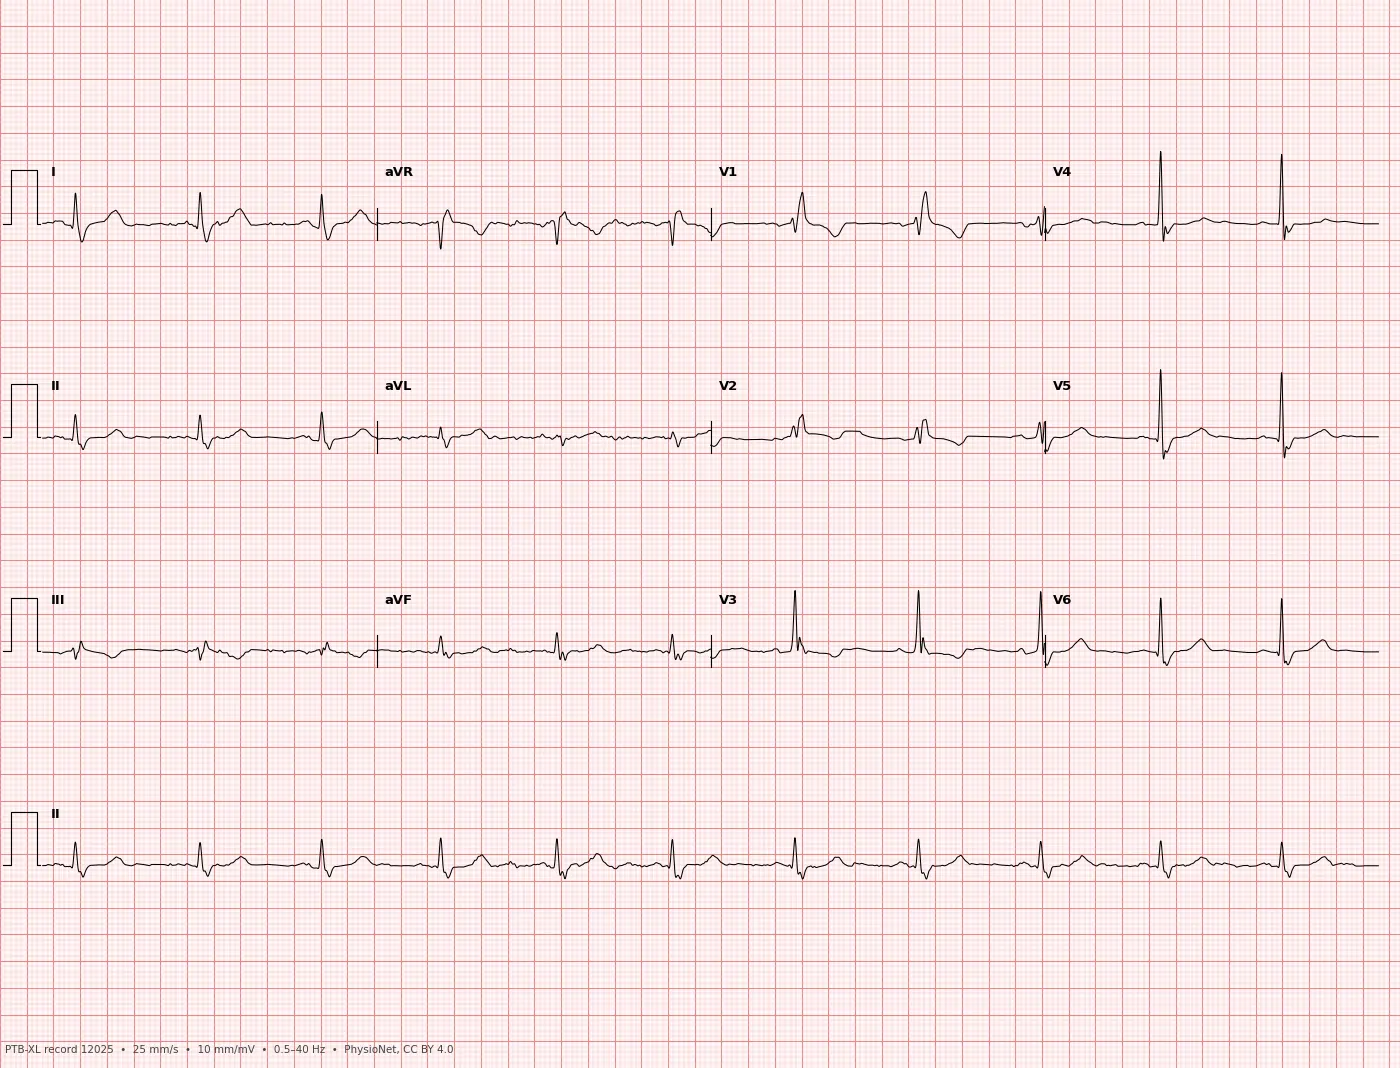 I aVR V1 V4
II aVL V2 V5
III aVF V3 V6
II
PTB-XL record 12025 • 25 mm/s • 10 mm/mV • 0.5–40 Hz • PhysioNet, CC BY 4.0